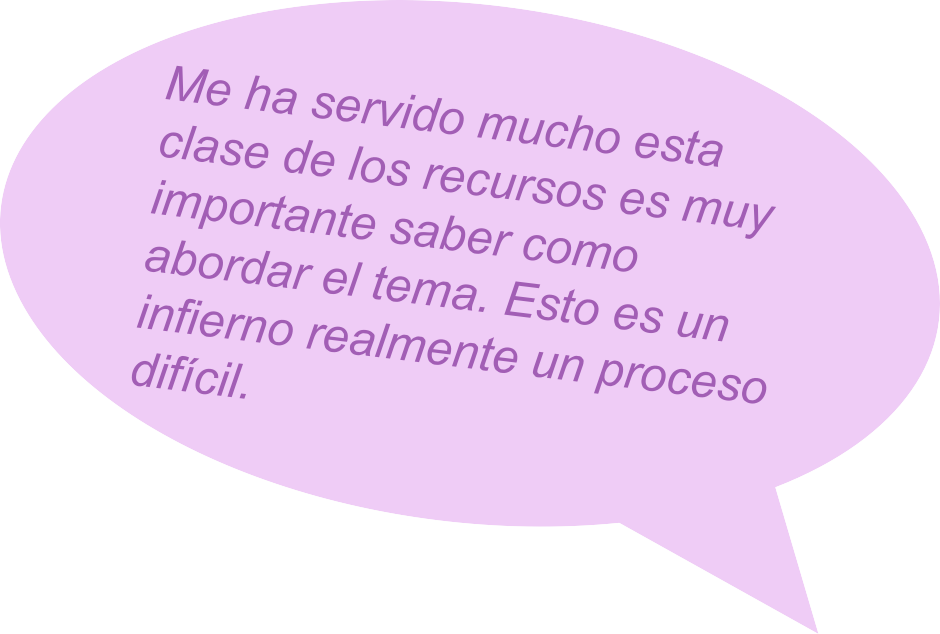 Me ha servido mucho esta
clase de los recursos es muy
importante saber como
abordar el tema. Esto es un
infierno realmente un proceso
difícil.